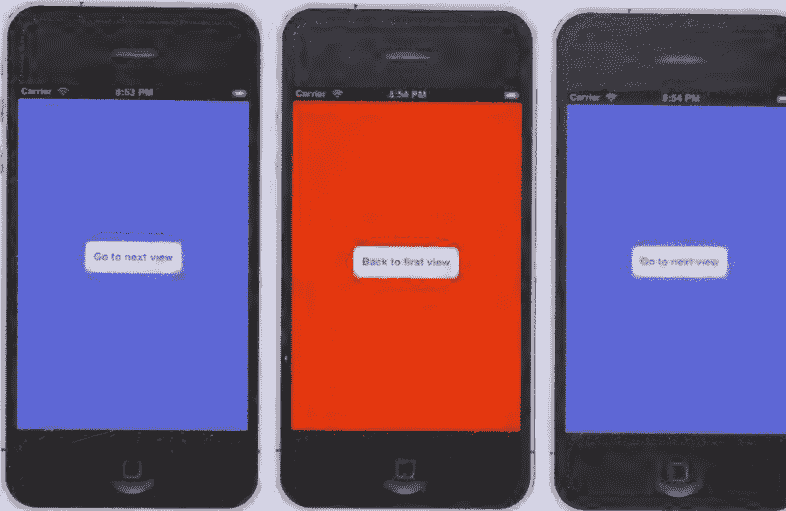 Carrier 8:53 PM
Go to next view
Carrier 8:54 PM
Back to first view
Carrier 8:54 PM
Go to next view